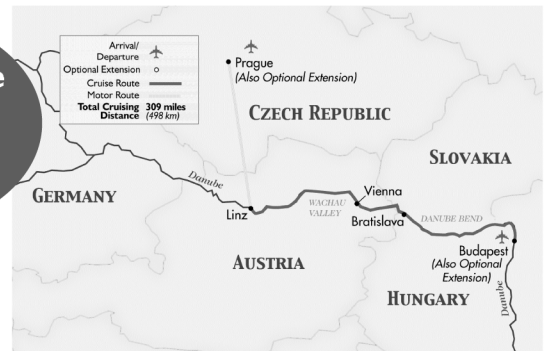 e
Arrival/
Departure
Optional Extension
Cruise Route
Motor Route
Total Cruising 309 miles
Distance (498 km)
Prague
(Also Optional Extension)
CZECH REPUBLIC
SLOVAKIA
GERMANY
Danube
Linz
WACHAU
VALLEY
Vienna
Bratislava
DANUBE BEND
AUSTRIA
Budapest
(Also Optional
Extension)
HUNGARY
Danube